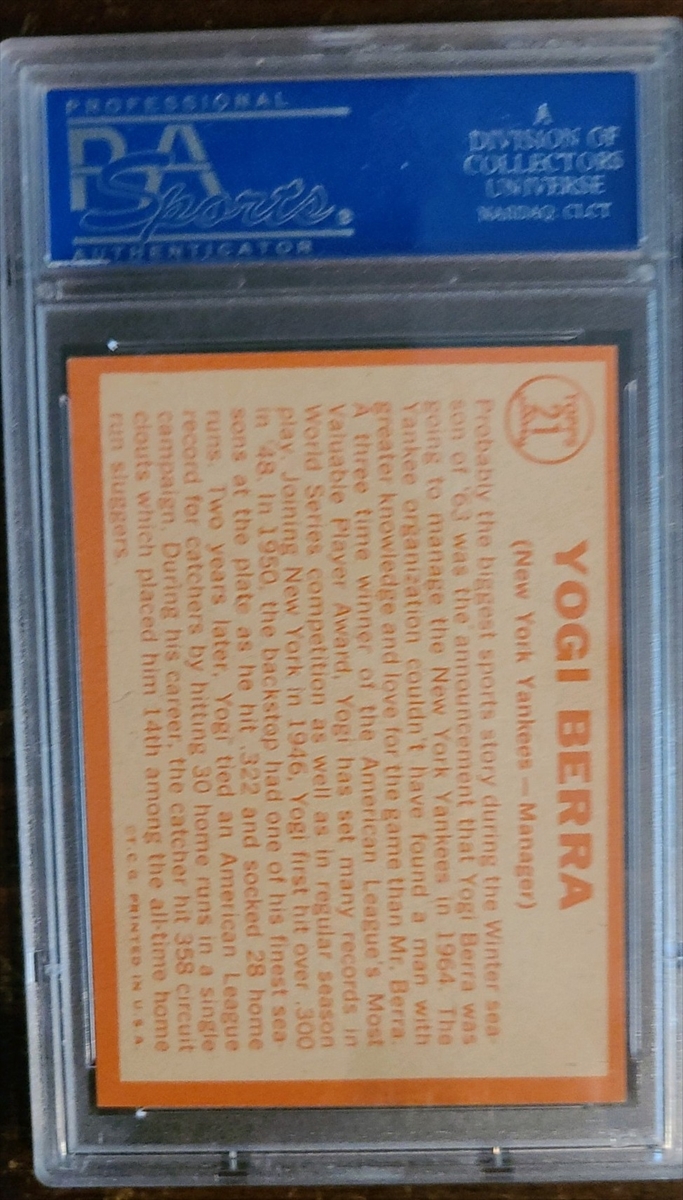 PROFESSIONAL
PSA
Sports
AUTHENTICATOR
A
DIVISION OF
COLLECTORS
UNIVERSE
NASDAQ: CLCT
21
YOGI BERRA
(New York Yankees — Manager)
Probably the biggest sports story during the Winter sea-
son of '63 was the announcement that Yogi Berra was
going to manage the New York Yankees in 1964. The
Yankee organization couldn't have found a man with
greater knowledge and love for the game than Mr. Berra.
A three time winner of the American League's Most
Valuable Player Award, Yogi has set many records in
World Series competition as well as in regular season
play. Joining New York in 1946, Yogi first hit over .300
in '48. In 1950, the backstop had one of his finest sea-
sons at the plate as he hit .322 and socked 28 home
runs. Two years later, Yogi tied an American League
record for catchers by hitting 30 home runs in a single
campaign. During his career, the catcher hit 358 circuit
clouts which placed him 14th among the all-time home
run sluggers.
©T.C.G. PRINTED IN U.S.A.